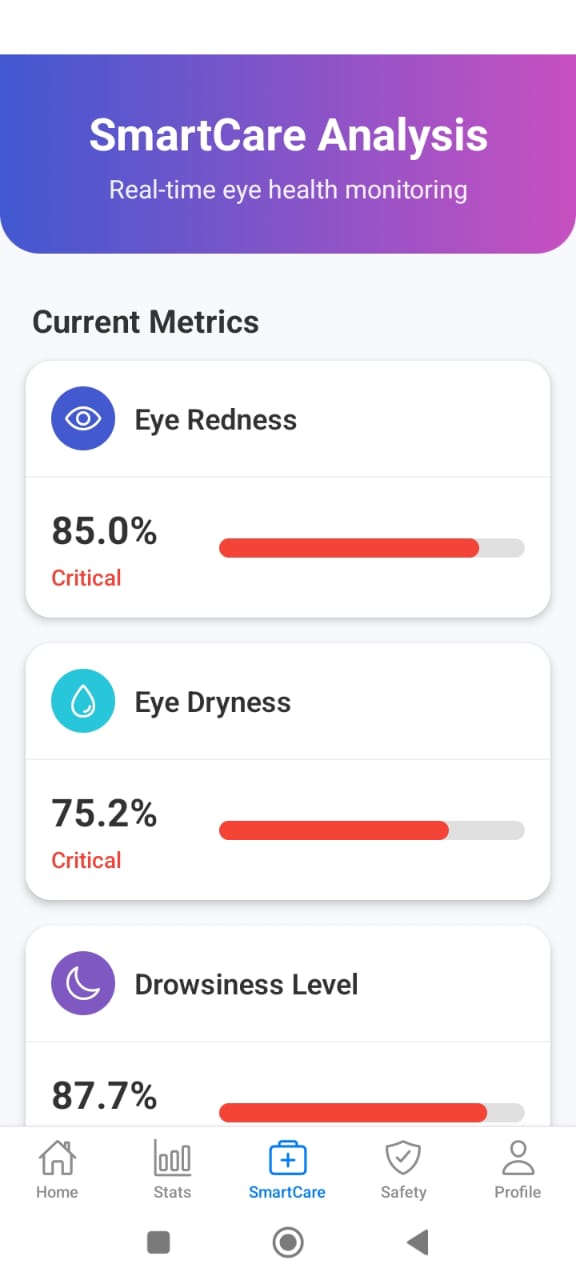 SmartCare Analysis
Real-time eye health monitoring
Current Metrics
Eye Redness
85.0%
Critical
Eye Dryness
75.2%
Critical
Drowsiness Level
87.7%
Home
Stats
SmartCare
Safety
Profile